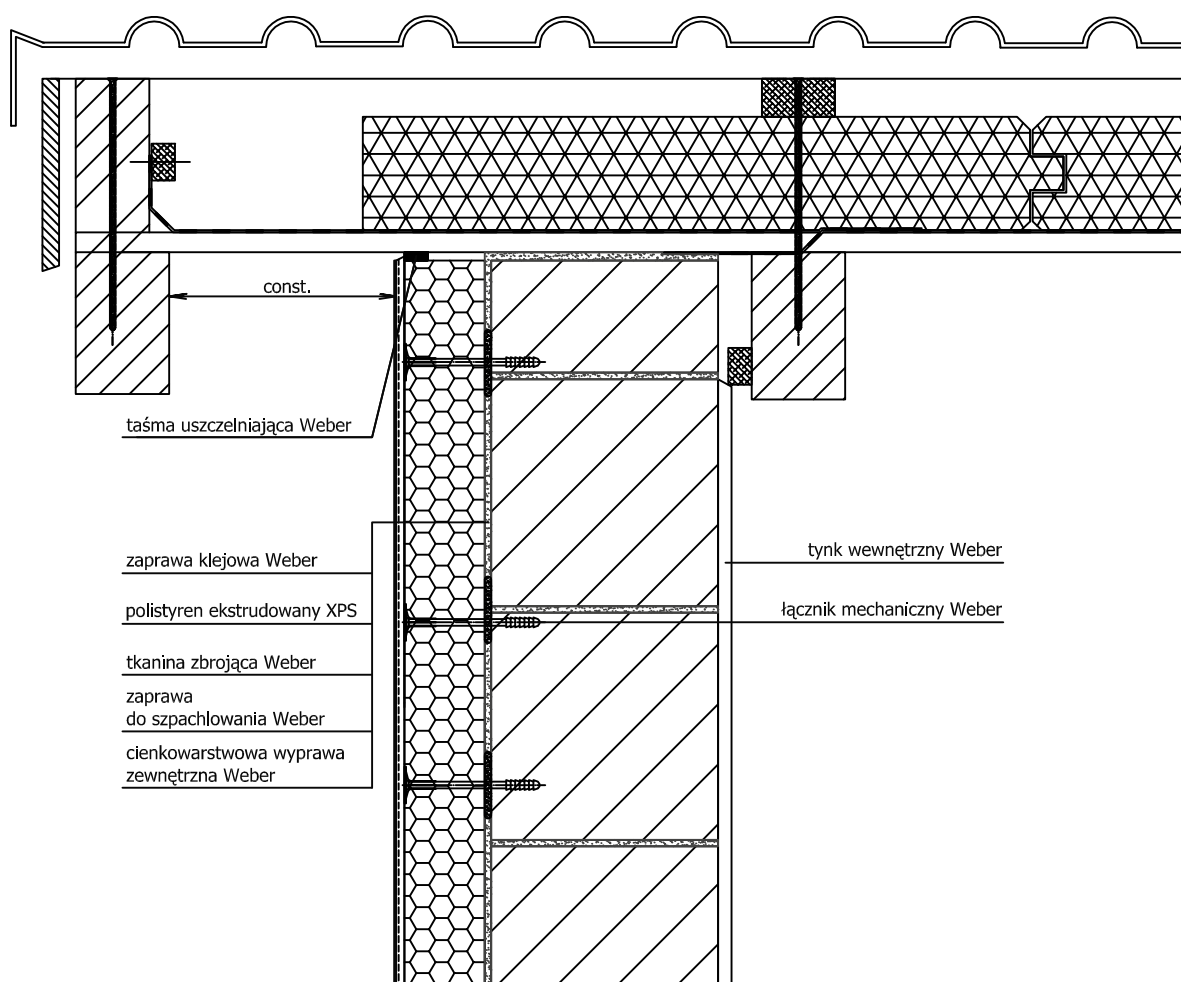 const.
taśma uszczelniająca Weber
zaprawa klejowa Weber
polistyren ekstrudowany XPS
tkanina zbrojąca Weber
zaprawa
do szpachlowania Weber
cienkowarstwowa wyprawa
zewnętrzna Weber
tynk wewnętrzny Weber
łącznik mechaniczny Weber